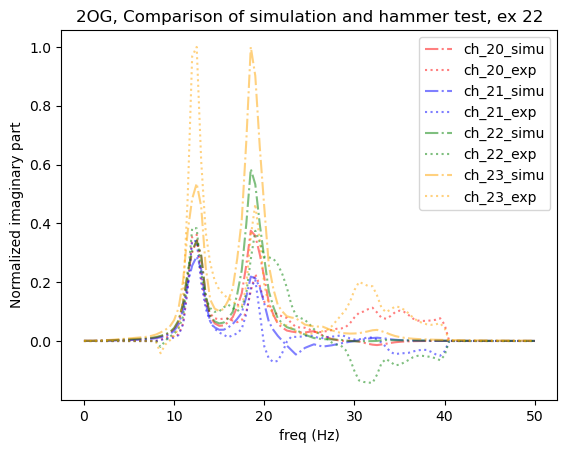 2OG, Comparison of simulation and hammer test, ex 22
Normalized imaginary part
1.0
0.8
0.6
0.4
0.2
0.0
0
10
20
30
40
50
freq (Hz)
ch_20_simu
ch_20_exp
ch_21_simu
ch_21_exp
ch_22_simu
ch_22_exp
ch_23_simu
ch_23_exp